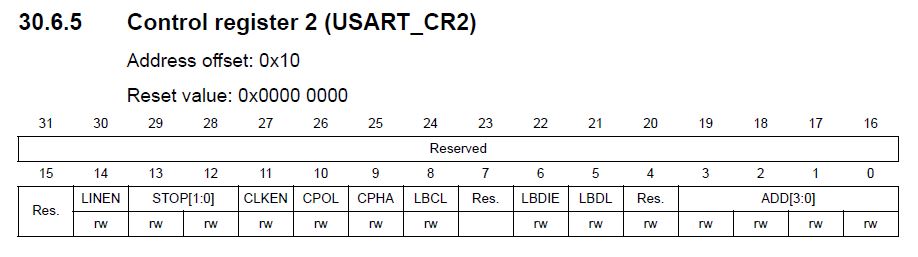 30.6.5 Control register 2 (USART_CR2)
Address offset: 0x10
Reset value: 0x0000 0000
31 30 29 28 27 26 25 24 23 22 21 20 19 18 17 16
Reserved
15 14 13 12 11 10 9 8 7 6 5 4 3 2 1 0
Res. LINEN STOP[1:0] CLKEN CPOL CPHA LBCL Res. LBDIE LBDL Res. ADD[3:0]
rw rw rw rw rw rw rw rw rw rw rw rw rw